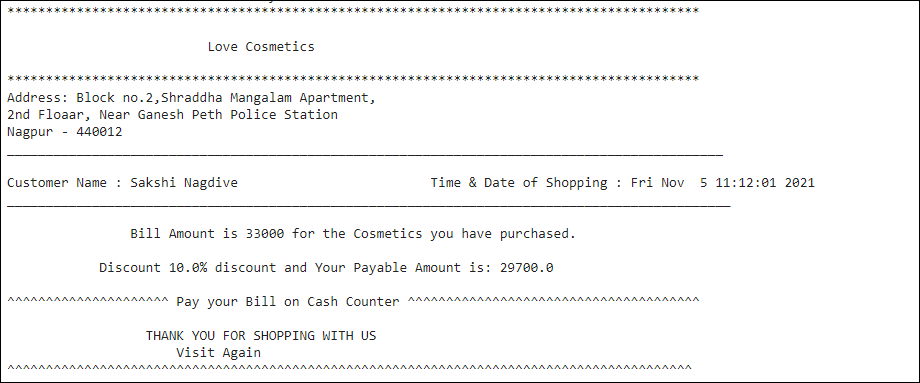 ******************************************************************************************
Love Cosmetics
******************************************************************************************
Address: Block no.2,Shraddha Mangalam Apartment,
2nd Floaar, Near Ganesh Peth Police Station
Nagpur - 440012
_____________________________________________________________________________________________
Customer Name : Sakshi Nagdive Time & Date of Shopping : Fri Nov  5 11:12:01 2021
______________________________________________________________________________________________
Bill Amount is 33000 for the Cosmetics you have purchased.
Discount 10.0% discount and Your Payable Amount is: 29700.0
^^^^^^^^^^^^^^^^^^^^^ Pay your Bill on Cash Counter ^^^^^^^^^^^^^^^^^^^^^^^^^^^^^^^^^^^^^^
THANK YOU FOR SHOPPING WITH US
Visit Again
^^^^^^^^^^^^^^^^^^^^^^^^^^^^^^^^^^^^^^^^^^^^^^^^^^^^^^^^^^^^^^^^^^^^^^^^^^^^^^^^^^^^^^^^^